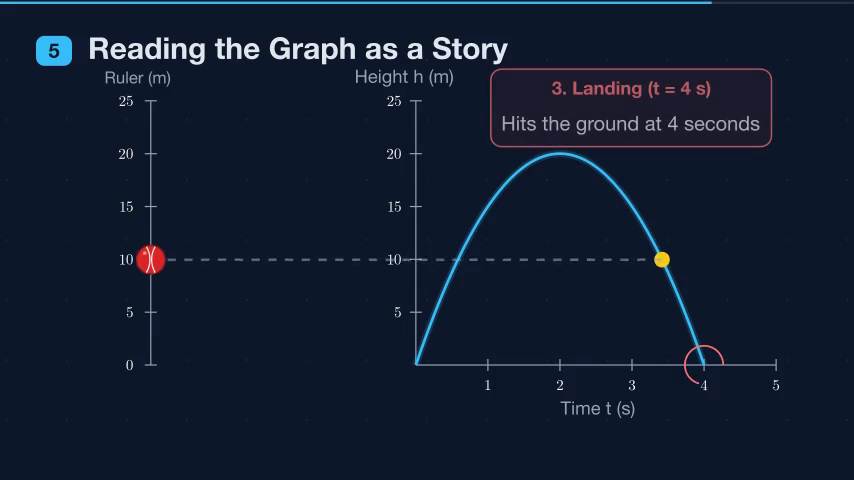 5 Reading the Graph as a Story
Ruler (m)
Height h (m)
3. Landing (t = 4 s)
Hits the ground at 4 seconds
25
20
15
10
5
0
25
20
15
10
5
1 2 3 4 5
Time t (s)